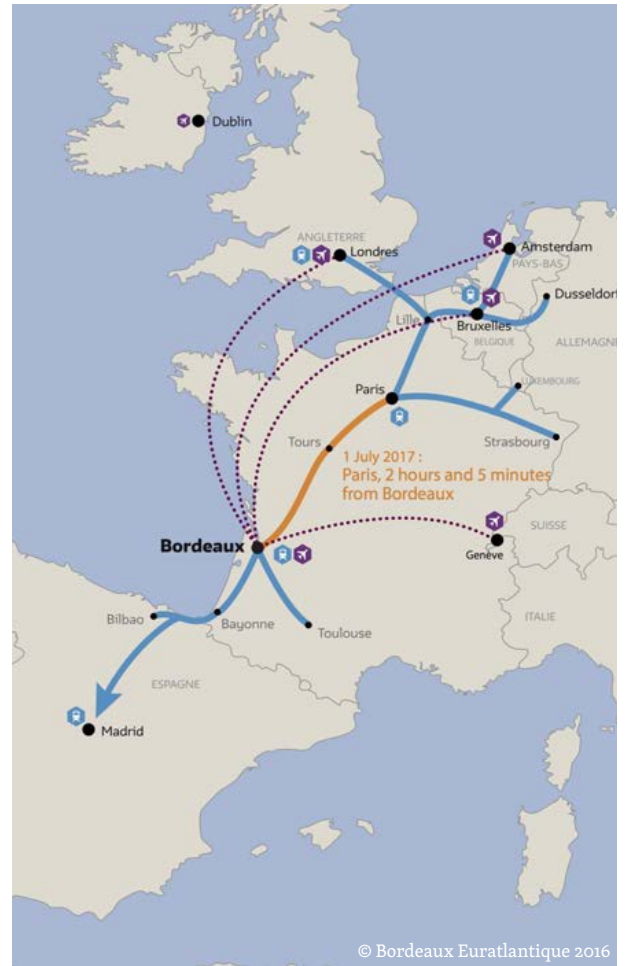 Dublin
ANGLETERRE
Londres
Amsterdam
PAYS-BAS
Dusseldorf
Lille
Bruxelles
BELGIQUE
ALLEMAGNE
LUXEMBOURG
Paris
Strasbourg
Tours
1 July 2017 :
Paris, 2 hours and 5 minutes
from Bordeaux
SUISSE
Bordeaux
Genève
ITALIE
Bilbao
Bayonne
Toulouse
ESPAGNE
Madrid
© Bordeaux Euratlantique 2016